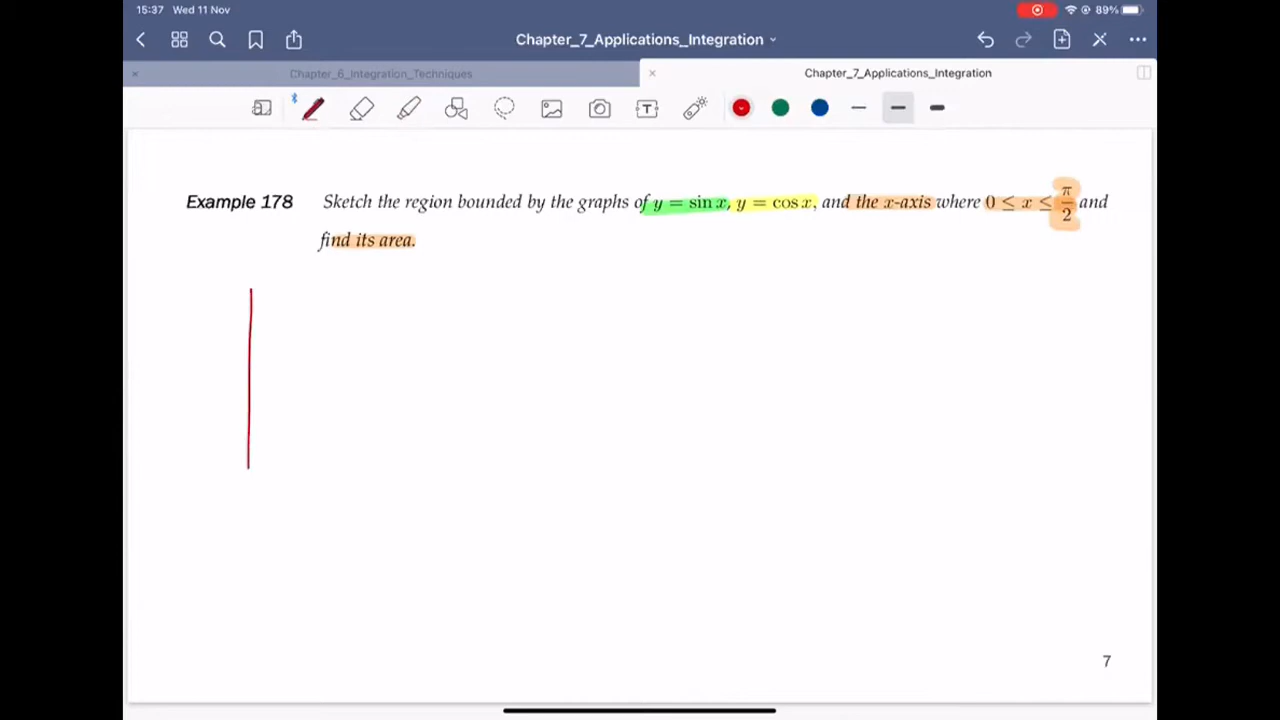 15:37 Wed 11 Nov 89%
Chapter_7_Applications_Integration
Chapter_6_Integration_Techniques
Chapter_7_Applications_Integration
Example 178 Sketch the region bounded by the graphs of y = sin x, y = cos x, and the x-axis where 0 ≤ x ≤ π/2 and
find its area.
7